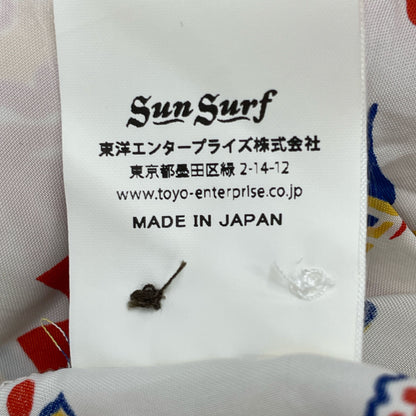 Sun Surf
東洋エンタープライズ株式会社
東京都墨田区緑 2-14-12
www.toyo-enterprise.co.jp
MADE IN JAPAN